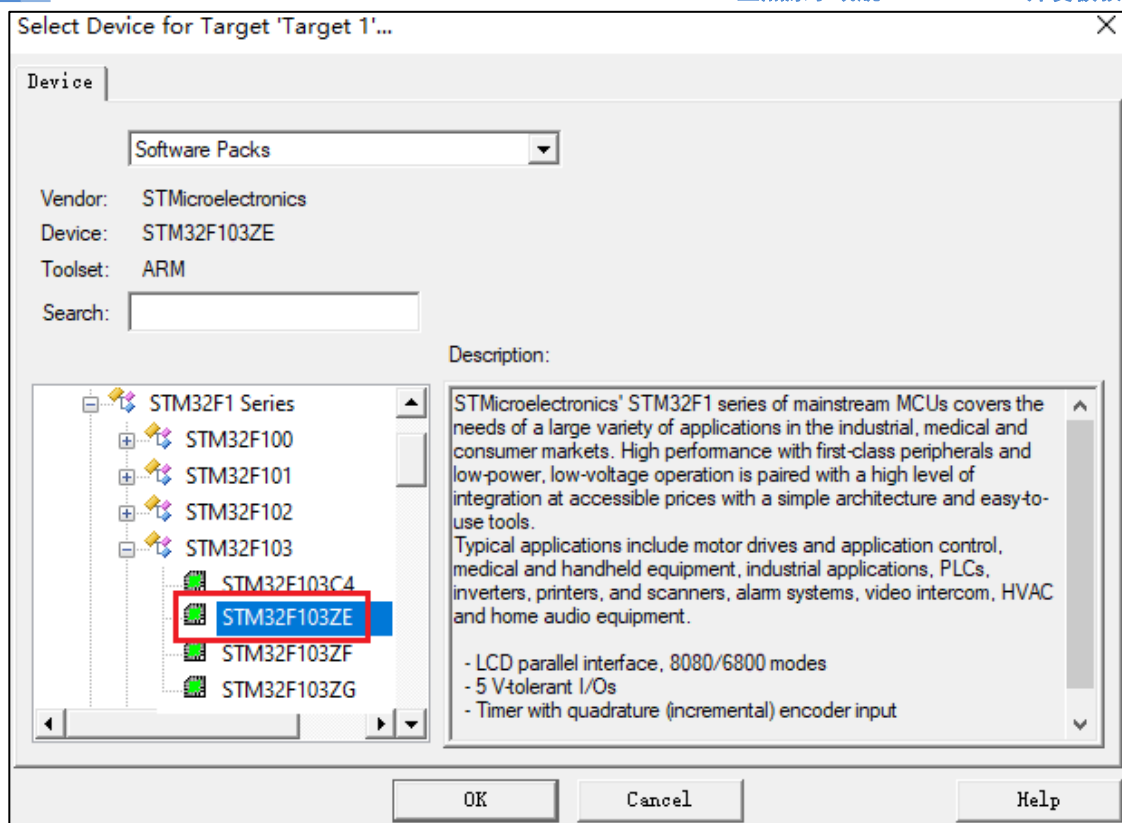 Select Device for Target 'Target 1'...
Device
Software Packs
Vendor: STMicroelectronics
Device: STM32F103ZE
Toolset: ARM
Search:
Description:
STM32F1 Series
STM32F100
STM32F101
STM32F102
STM32F103
STM32F103C4
STM32F103ZE
STM32F103ZF
STM32F103ZG
STMicroelectronics' STM32F1 series of mainstream MCUs covers the
needs of a large variety of applications in the industrial, medical and
consumer markets. High performance with first-class peripherals and
low-power, low-voltage operation is paired with a high level of
integration at accessible prices with a simple architecture and easy-to-
use tools.
Typical applications include motor drives and application control,
medical and handheld equipment, industrial applications, PLCs,
inverters, printers, and scanners, alarm systems, video intercom, HVAC
and home audio equipment.
- LCD parallel interface, 8080/6800 modes
- 5 V-tolerant I/Os
- Timer with quadrature (incremental) encoder input
OK
Cancel
Help